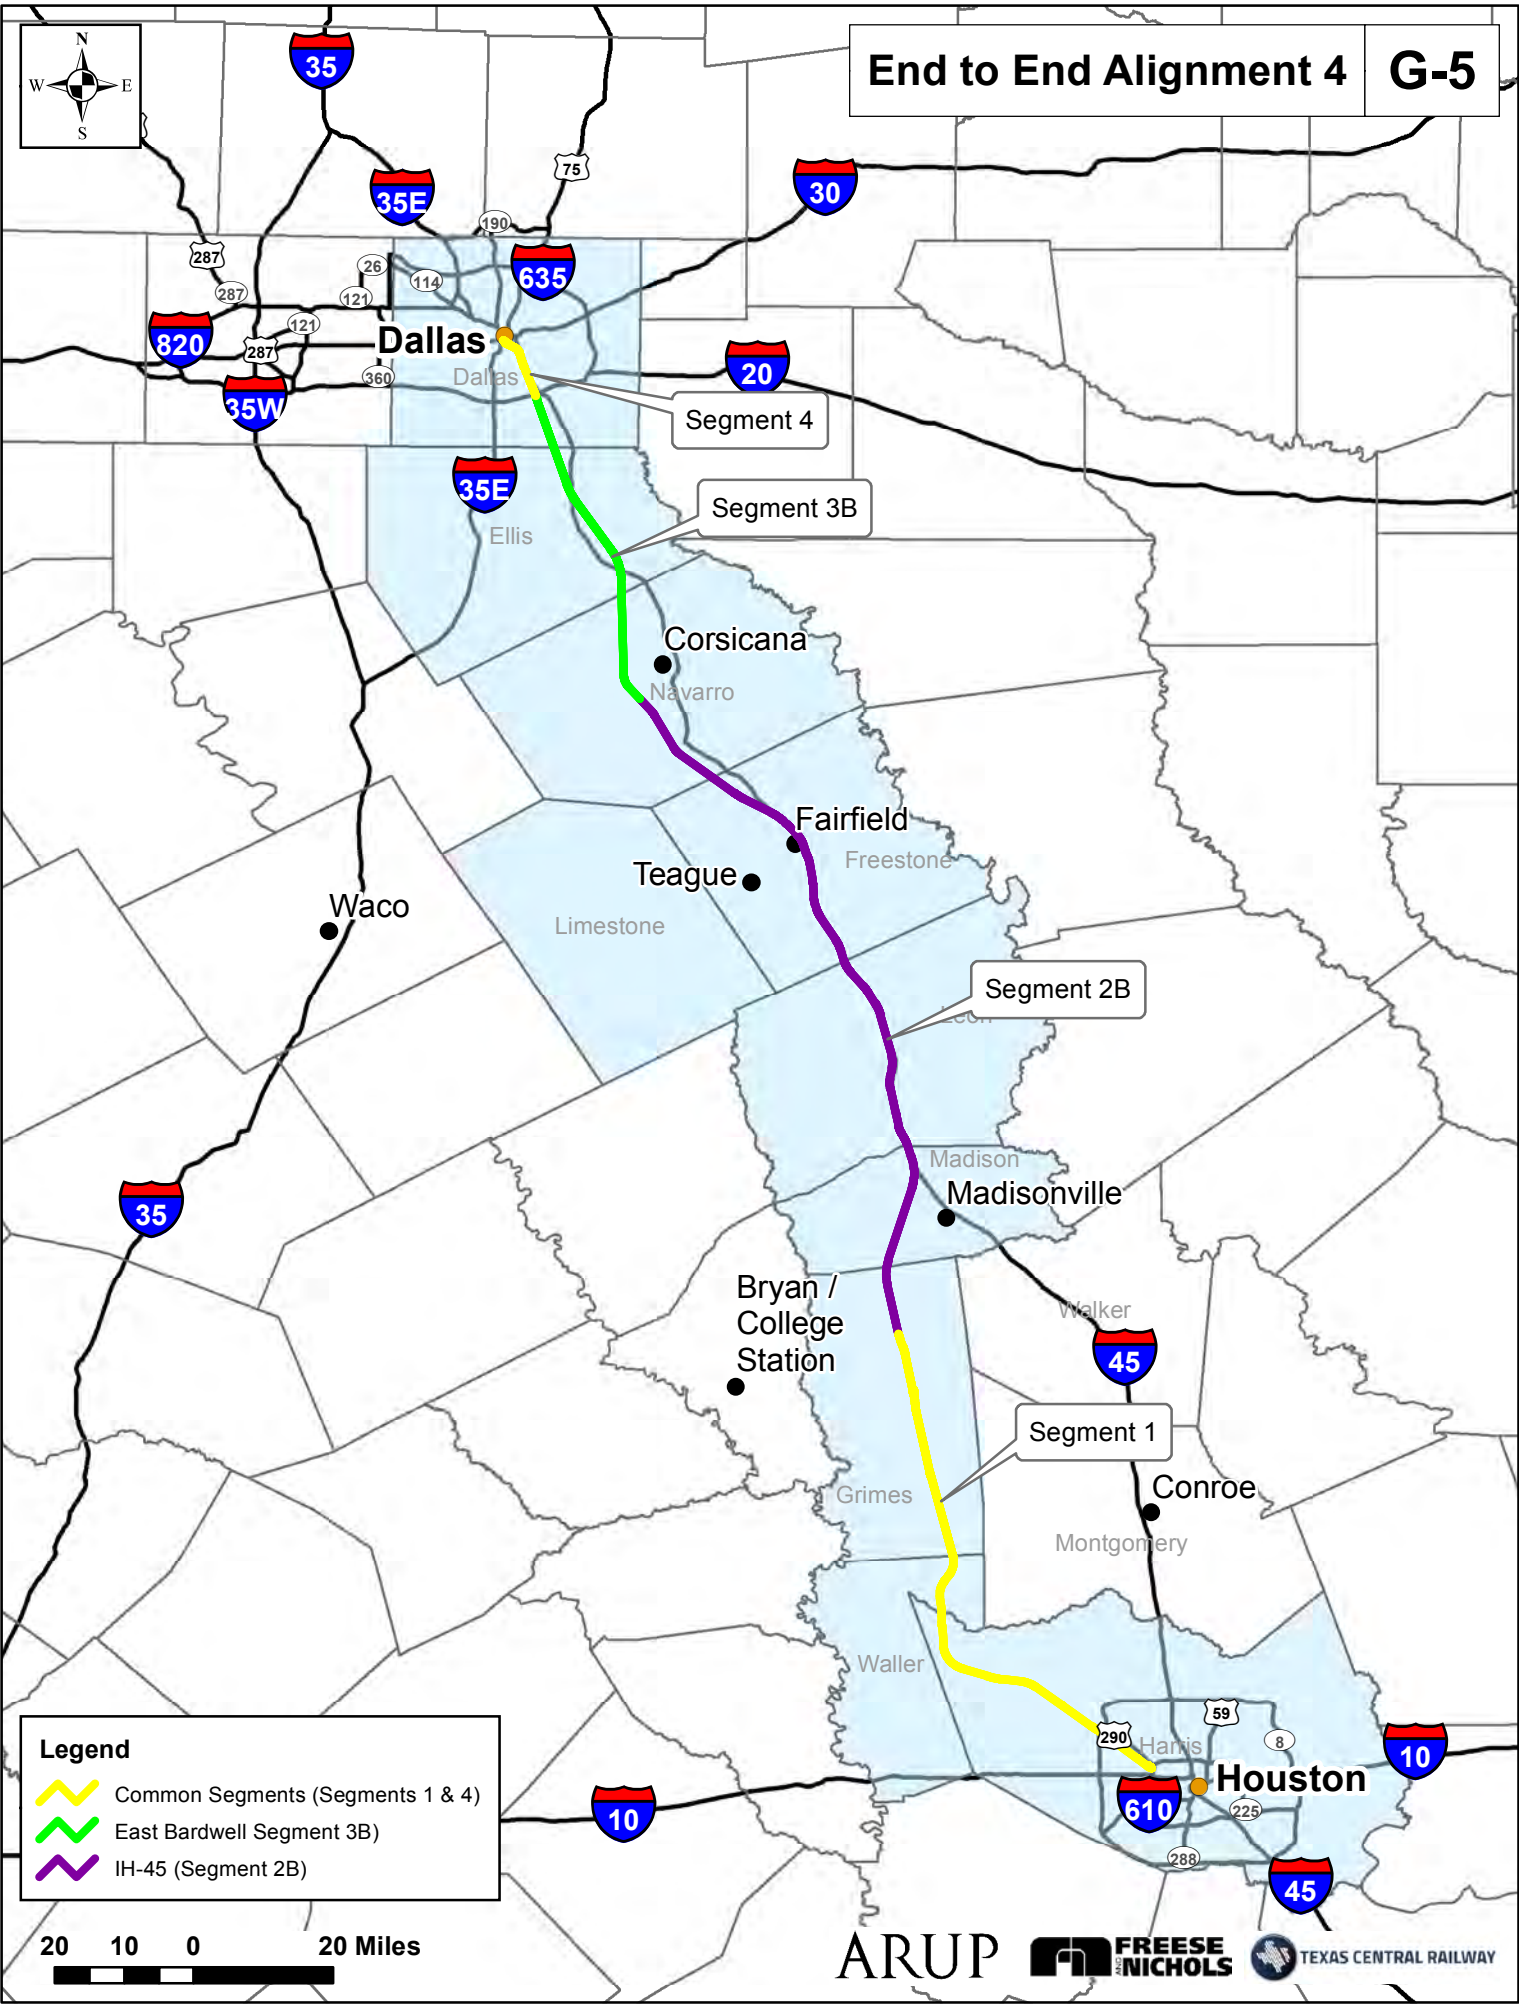 End to End Alignment 4
G-5
N
W
E
S
35
75
35E
30
190
287
26
635
114
287
121
121
820
Dallas
287
360
Dallas
20
35W
Segment 4
35E
Segment 3B
Ellis
Corsicana
Navarro
Fairfield
Freestone
Teague
Waco
Limestone
Segment 2B
Leon
Madison
Madisonville
35
Bryan /
College
Station
Walker
45
Segment 1
Conroe
Grimes
Montgomery
Waller
59
290
Harris
8
10
Houston
610
225
10
288
45
Legend
Common Segments (Segments 1 & 4)
East Bardwell Segment 3B)
IH-45 (Segment 2B)
20 10 0 20 Miles
ARUP
FREESE
AND
NICHOLS
TEXAS CENTRAL RAILWAY